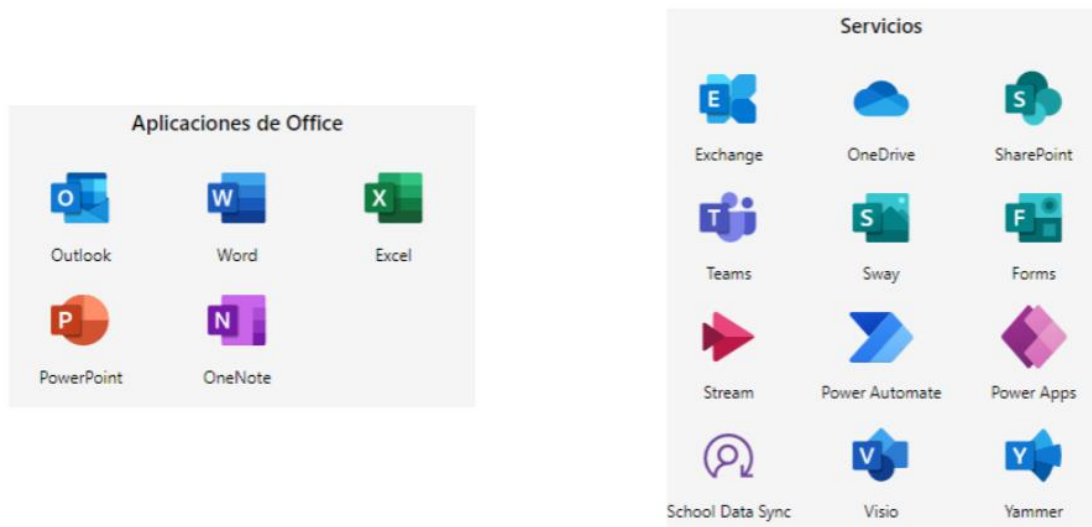 Aplicaciones de Office
O W X
Outlook Word Excel
P N
PowerPoint OneNote
Servicios
E S
Exchange OneDrive SharePoint
T S F
Teams Sway Forms
Stream Power Automate Power Apps
V Y
School Data Sync Visio Yammer